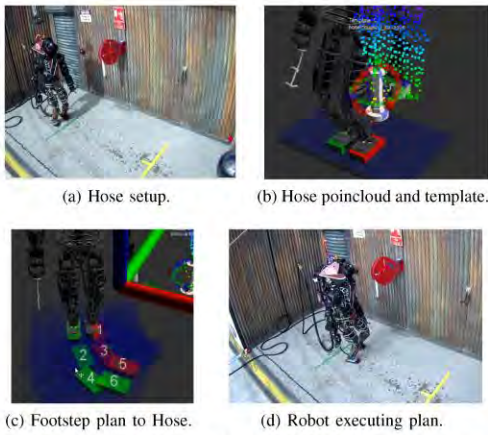 (a) Hose setup.
(b) Hose poincloud and template.
1
2
3
4
5
6
(c) Footstep plan to Hose.
(d) Robot executing plan.